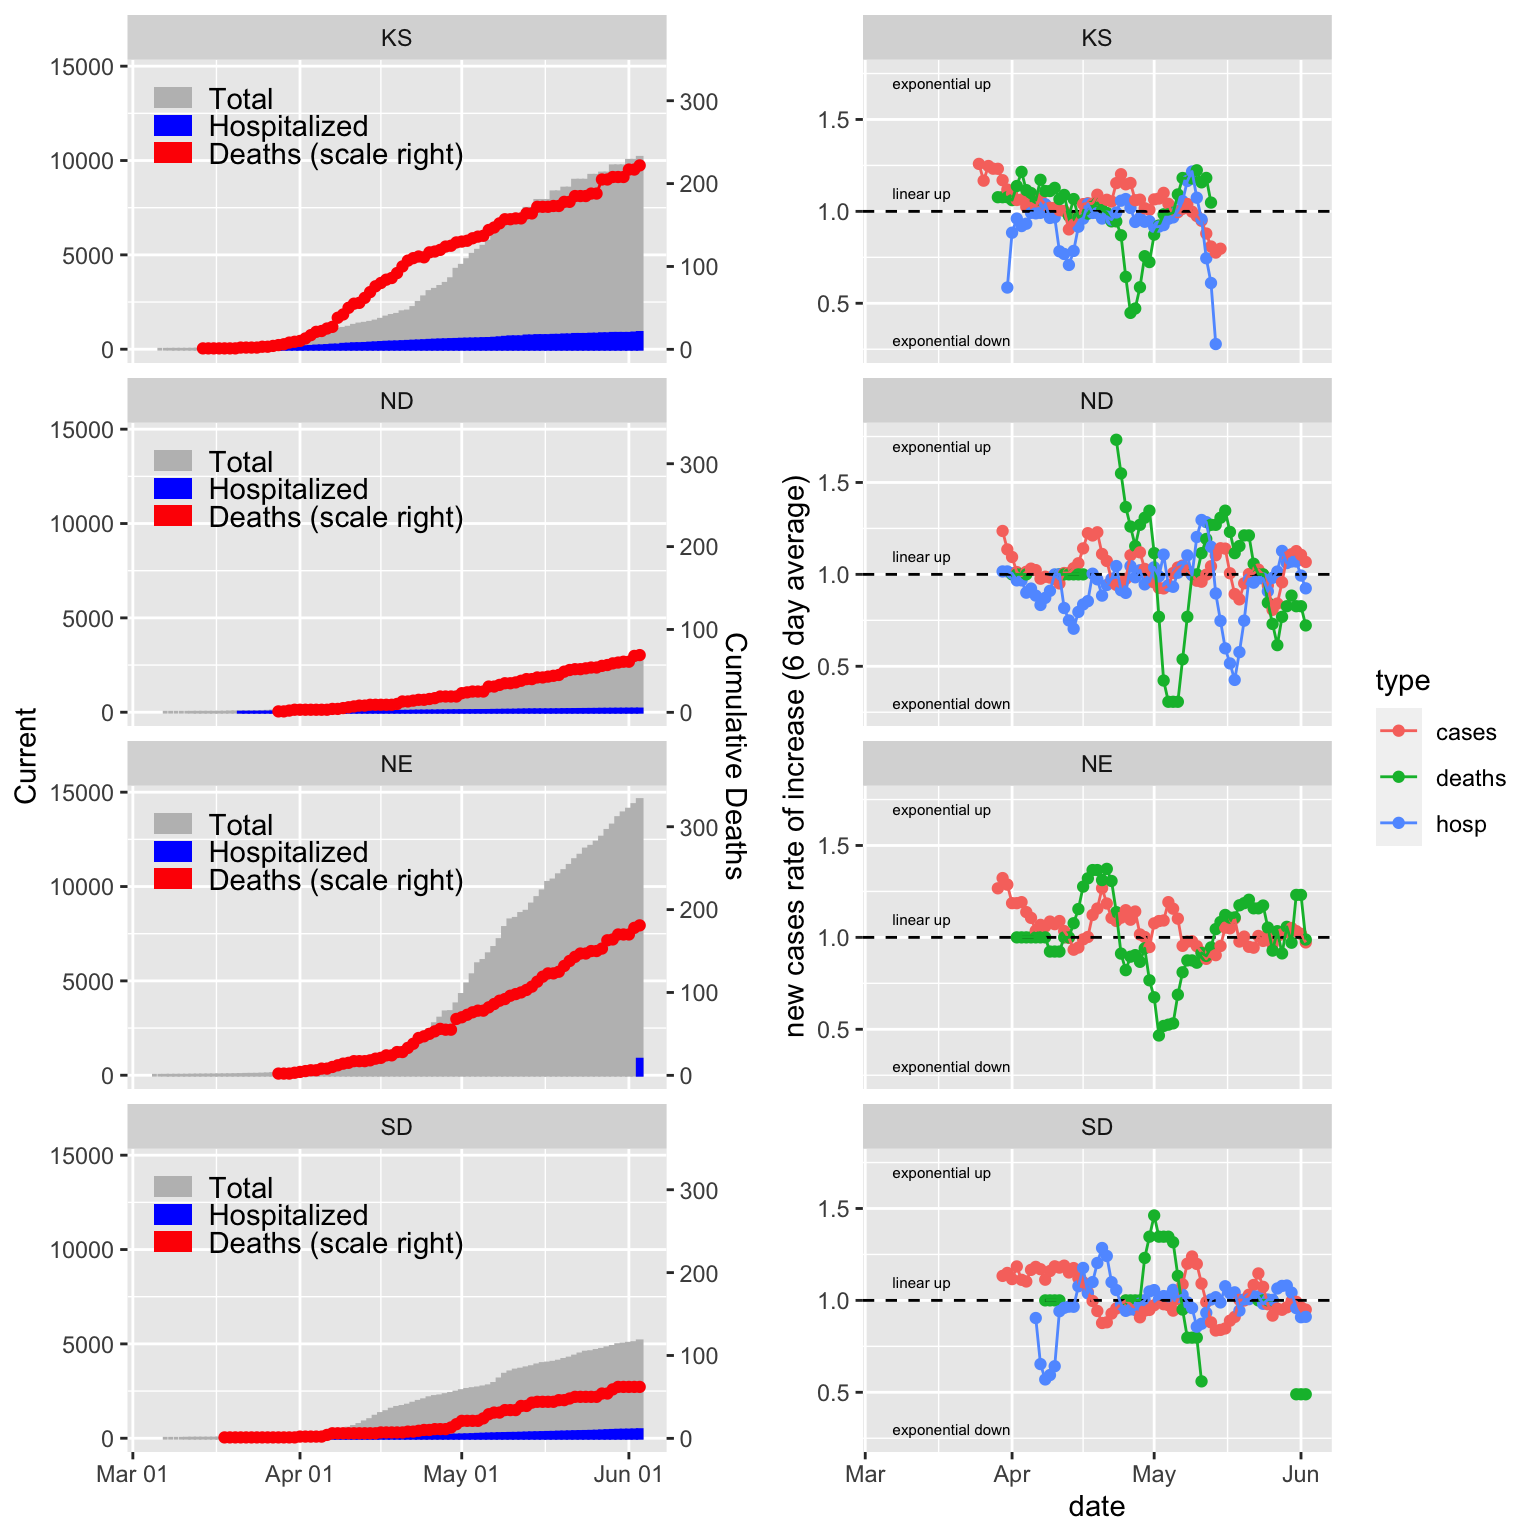 KS
15000
10000
5000
0
300
200
100
0
Total
Hospitalized
Deaths (scale right)
ND
15000
10000
5000
0
300
200
100
0
Total
Hospitalized
Deaths (scale right)
NE
15000
10000
5000
0
300
200
100
0
Total
Hospitalized
Deaths (scale right)
SD
15000
10000
5000
0
300
200
100
0
Total
Hospitalized
Deaths (scale right)
Mar 01 Apr 01 May 01 Jun 01
Current
Cumulative Deaths
KS
1.5
1.0
0.5
exponential up
linear up
exponential down
ND
1.5
1.0
0.5
exponential up
linear up
exponential down
NE
1.5
1.0
0.5
exponential up
linear up
exponential down
SD
1.5
1.0
0.5
exponential up
linear up
exponential down
Mar Apr May Jun
date
new cases rate of increase (6 day average)
type
cases
deaths
hosp